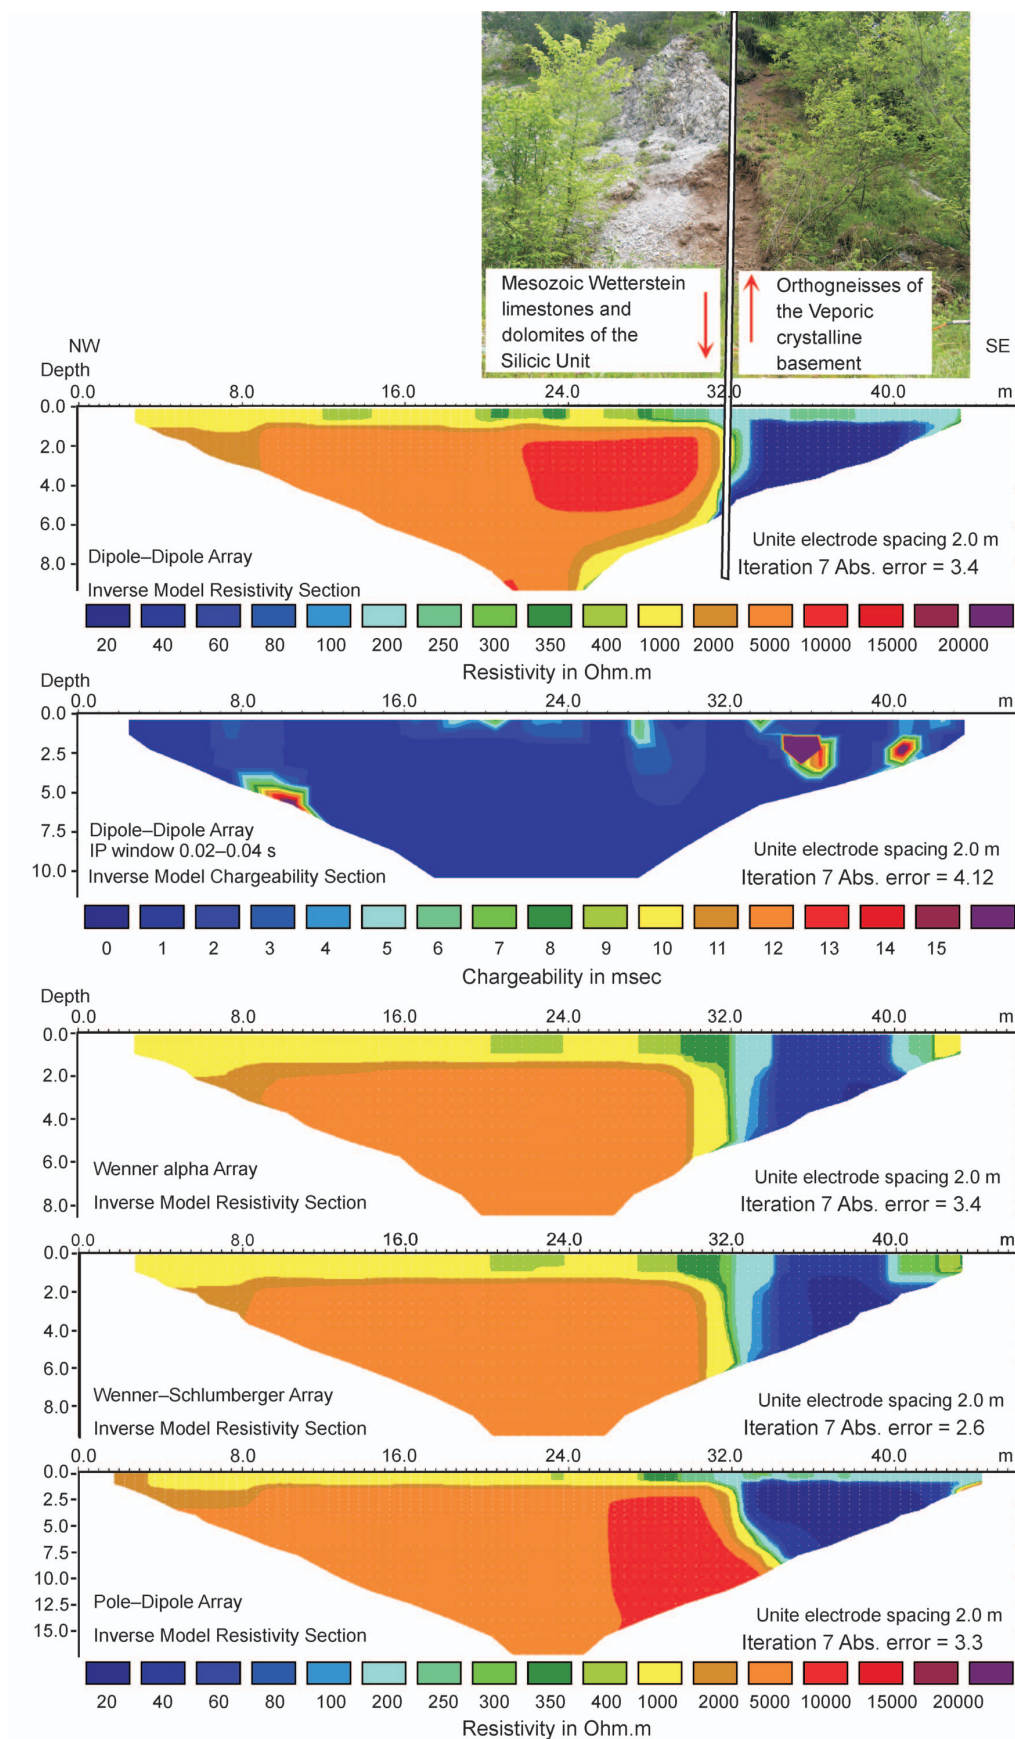 Mesozoic Wetterstein
limestones and
dolomites of the
Silicic Unit
Orthogneisses of
the Veporic
crystalline
basement
NW
SE
Depth
0.0 8.0 16.0 24.0 32.0 40.0 m
0.0
2.0
4.0
6.0
8.0
Dipole–Dipole Array
Inverse Model Resistivity Section
Unite electrode spacing 2.0 m
Iteration 7 Abs. error = 3.4
20 40 60 80 100 200 250 300 350 400 1000 2000 5000 10000 15000 20000
Resistivity in Ohm.m
Depth
0.0 8.0 16.0 24.0 32.0 40.0 m
0.0
2.5
5.0
7.5
10.0
Dipole–Dipole Array
IP window 0.02–0.04 s
Inverse Model Chargeability Section
Unite electrode spacing 2.0 m
Iteration 7 Abs. error = 4.12
0 1 2 3 4 5 6 7 8 9 10 11 12 13 14 15
Chargeability in msec
Depth
0.0 8.0 16.0 24.0 32.0 40.0 m
0.0
2.0
4.0
6.0
8.0
Wenner alpha Array
Inverse Model Resistivity Section
Unite electrode spacing 2.0 m
Iteration 7 Abs. error = 3.4
0.0 8.0 16.0 24.0 32.0 40.0 m
0.0
2.0
4.0
6.0
8.0
Wenner–Schlumberger Array
Inverse Model Resistivity Section
Unite electrode spacing 2.0 m
Iteration 7 Abs. error = 2.6
0.0 8.0 16.0 24.0 32.0 40.0 m
0.0
2.5
5.0
7.5
10.0
12.5
15.0
Pole–Dipole Array
Inverse Model Resistivity Section
Unite electrode spacing 2.0 m
Iteration 7 Abs. error = 3.3
20 40 60 80 100 200 250 300 350 400 1000 2000 5000 10000 15000 20000
Resistivity in Ohm.m